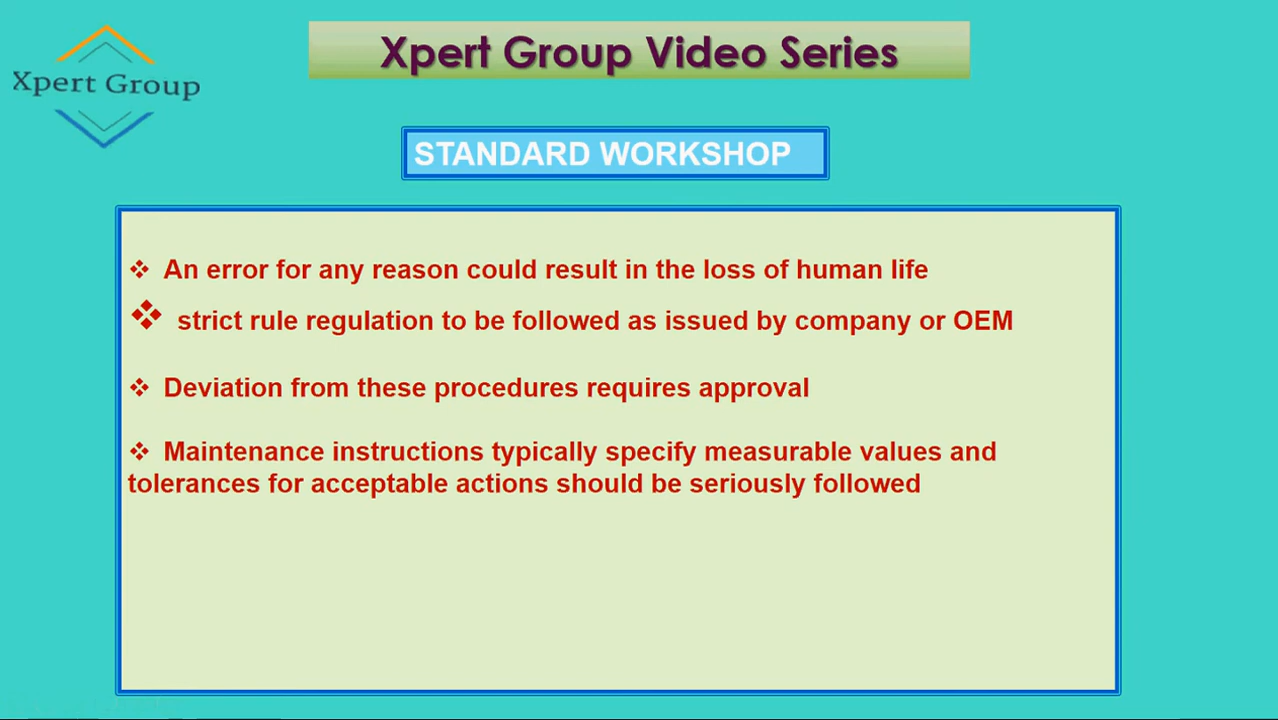 Xpert Group Video Series
Xpert Group
STANDARD WORKSHOP
❖ An error for any reason could result in the loss of human life
❖ strict rule regulation to be followed as issued by company or OEM
❖ Deviation from these procedures requires approval
❖ Maintenance instructions typically specify measurable values and
tolerances for acceptable actions should be seriously followed